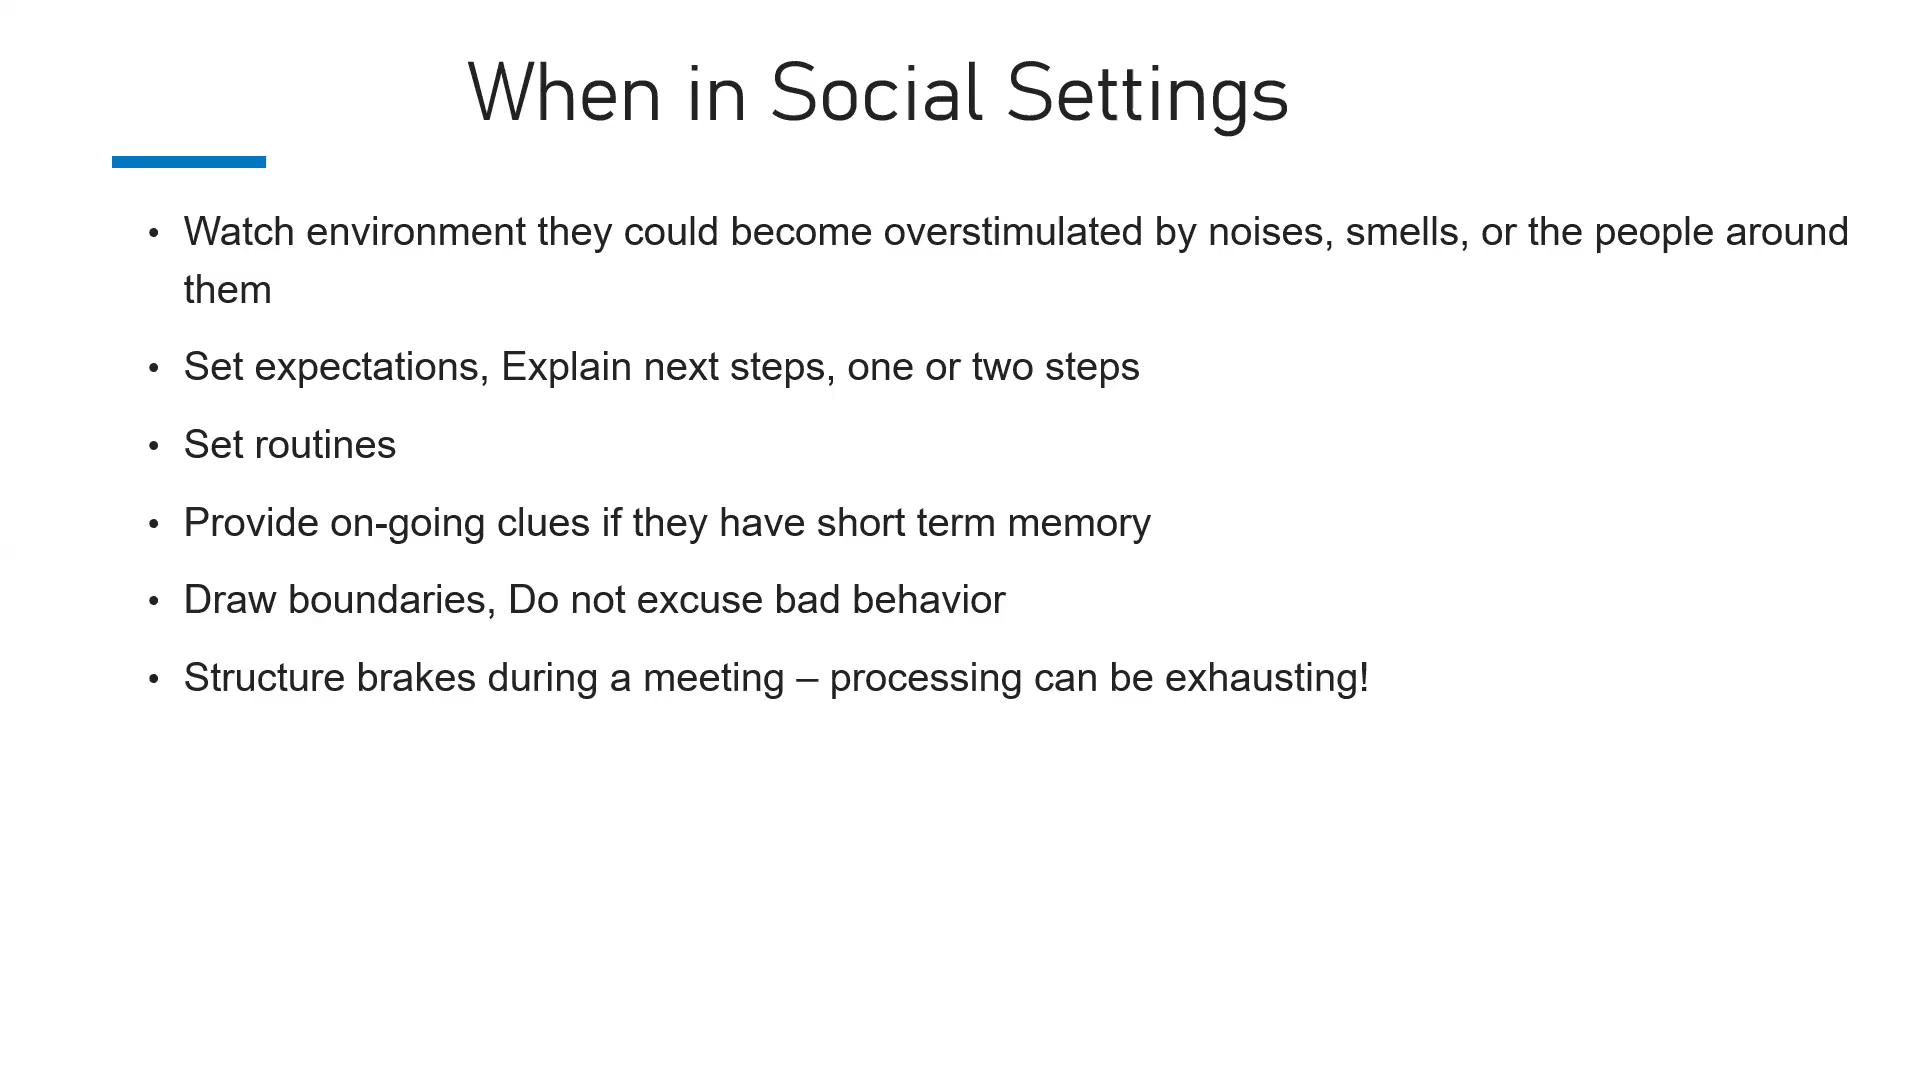 When in Social Settings
• Watch environment they could become overstimulated by noises, smells, or the people around
them
• Set expectations, Explain next steps, one or two steps
• Set routines
• Provide on-going clues if they have short term memory
• Draw boundaries, Do not excuse bad behavior
• Structure brakes during a meeting – processing can be exhausting!